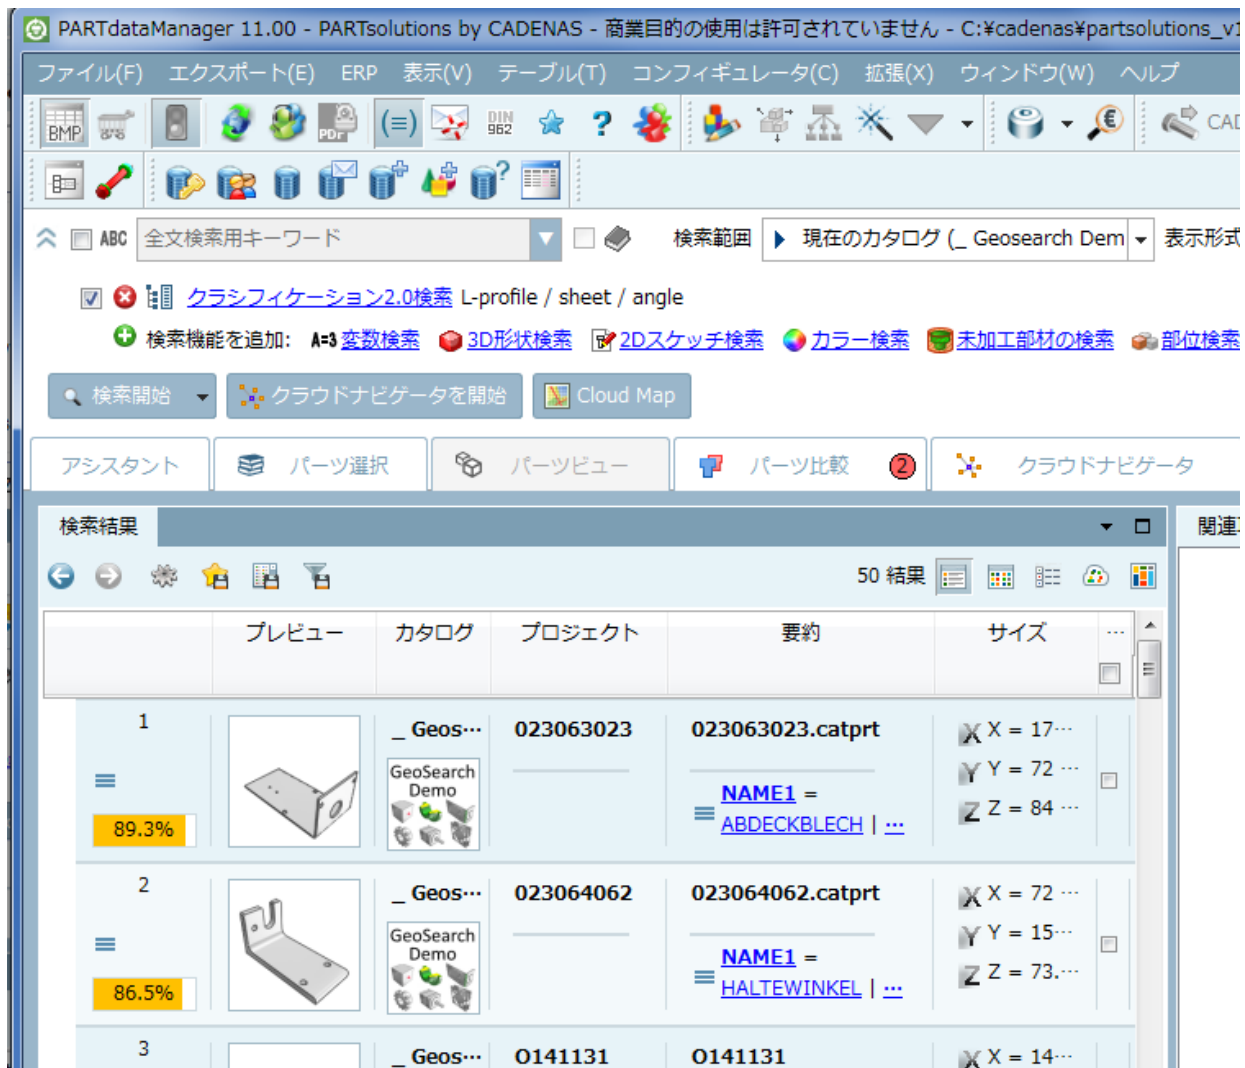 PARTdataManager 11.00 - PARTsolutions by CADENAS - 商業目的の使用は許可されていません - C:¥cadenas¥partsolutions_v1
ファイル(F) エクスポート(E) ERP 表示(V) テーブル(T) コンフィギュレータ(C) 拡張(X) ウィンドウ(W) ヘルプ
BMP PDF (=) DIN 962 ? € CAD
?
ABC 全文検索用キーワード 検索範囲 現在のカタログ (_ Geosearch Dem 表示形式
クラシフィケーション2.0検索 L-profile / sheet / angle
検索機能を追加: A=3 変数検索 3D形状検索 2Dスケッチ検索 カラー検索 未加工部材の検索 部位検索
検索開始 クラウドナビゲータを開始 Cloud Map
アシスタント パーツ選択 パーツビュー パーツ比較 2 クラウドナビゲータ
検索結果 関連
50 結果
プレビュー カタログ プロジェクト 要約 サイズ ...
1 _ Geos... 023063023 023063023.catprt X X = 17...
GeoSearch Demo
Y Y = 72 ...
NAME1 =
Z Z = 84 ...
89.3% ABDECKBLECH | ...
2 _ Geos... 023064062 023064062.catprt X X = 72 ...
GeoSearch Demo
Y Y = 15...
NAME1 =
Z Z = 73....
86.5% HALTEWINKEL | ...
3 _ Geos... O141131 O141131 X X = 14...